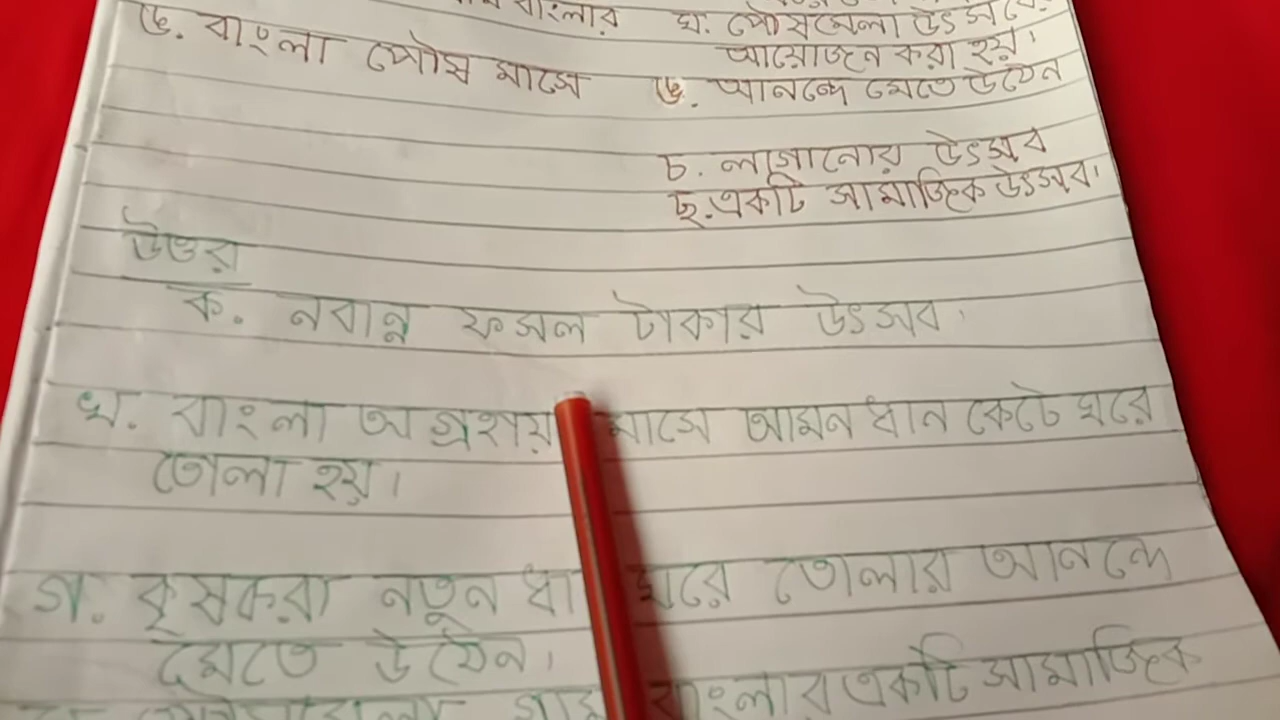 বাংলার ঘ. পৌষমেলা উৎসবের
আয়োজন করা হয়।
ঙ. বাংলা পৌষ মাসে ঙ. আনন্দে মেতে উঠেন
চ. লাগানোর উৎসব
ছ. একটি সামাজিক উৎসব।
উত্তর
ক. নবান্ন ফসল টাকার উৎসব।
খ. বাংলা অগ্রহায় মাসে আমন ধান কেটে ঘরে
তোলা হয়।
গ. কৃষকরা নতুন ধা ঘরে তোলার আনন্দে
মেতে উঠেন।
বাংলার একটি সামাজিক